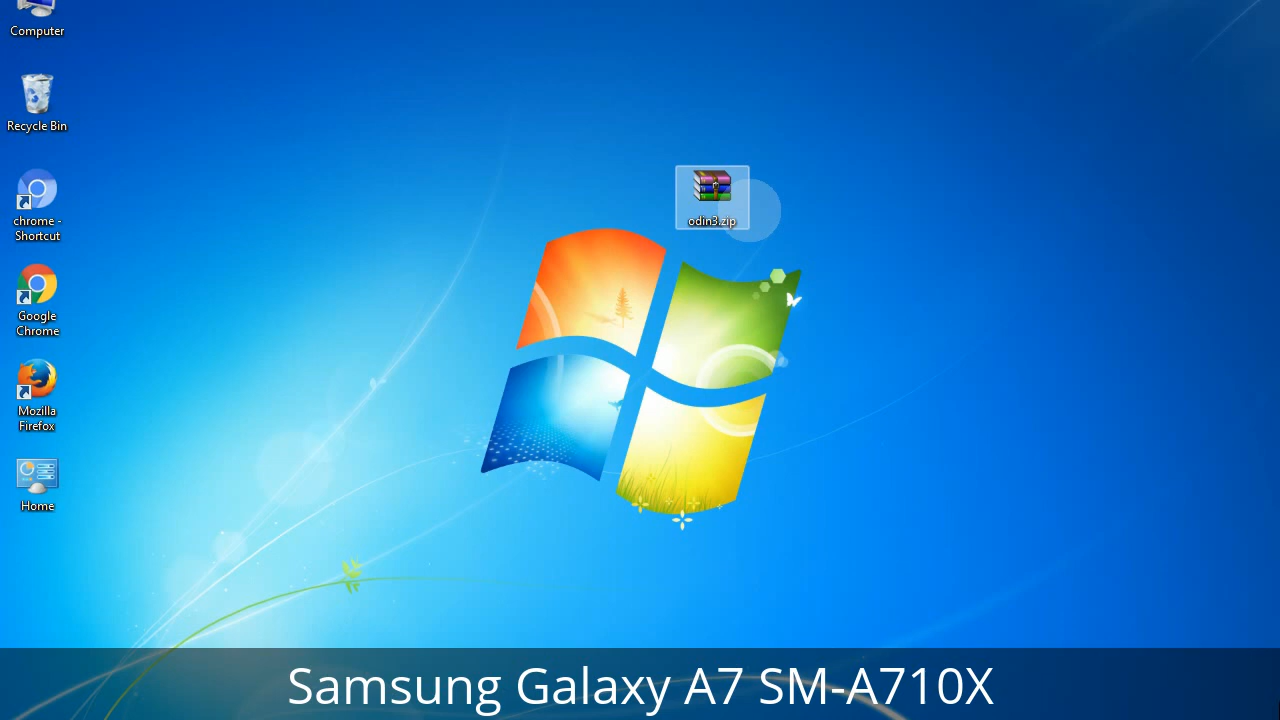 Computer
Recycle Bin
chrome -
Shortcut
Google
Chrome
Mozilla
Firefox
Home
odin3.zip
Samsung Galaxy A7 SM-A710X